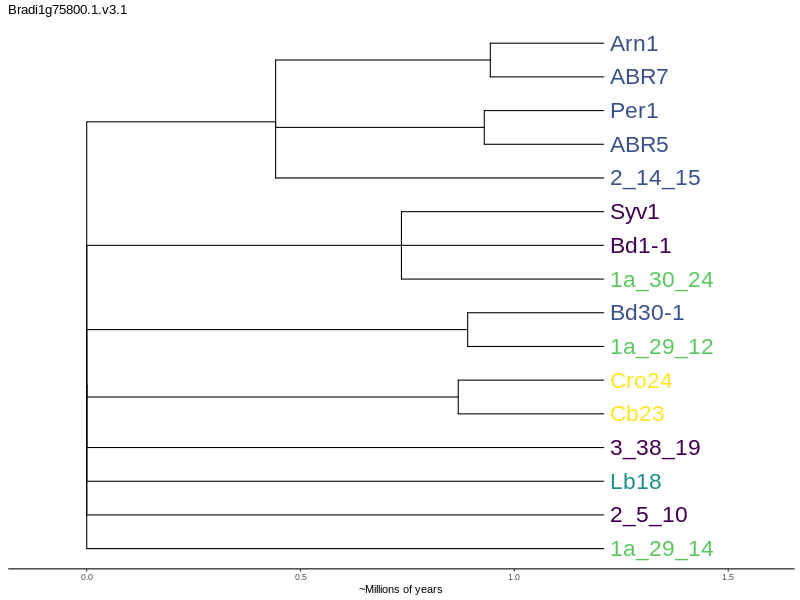 Bradi1g75800.1.v3.1
Arn1
ABR7
Per1
ABR5
2_14_15
Syv1
Bd1-1
1a_30_24
Bd30-1
1a_29_12
Cro24
Cb23
3_38_19
Lb18
2_5_10
1a_29_14
0.0 0.5 1.0 1.5
~Millions of years